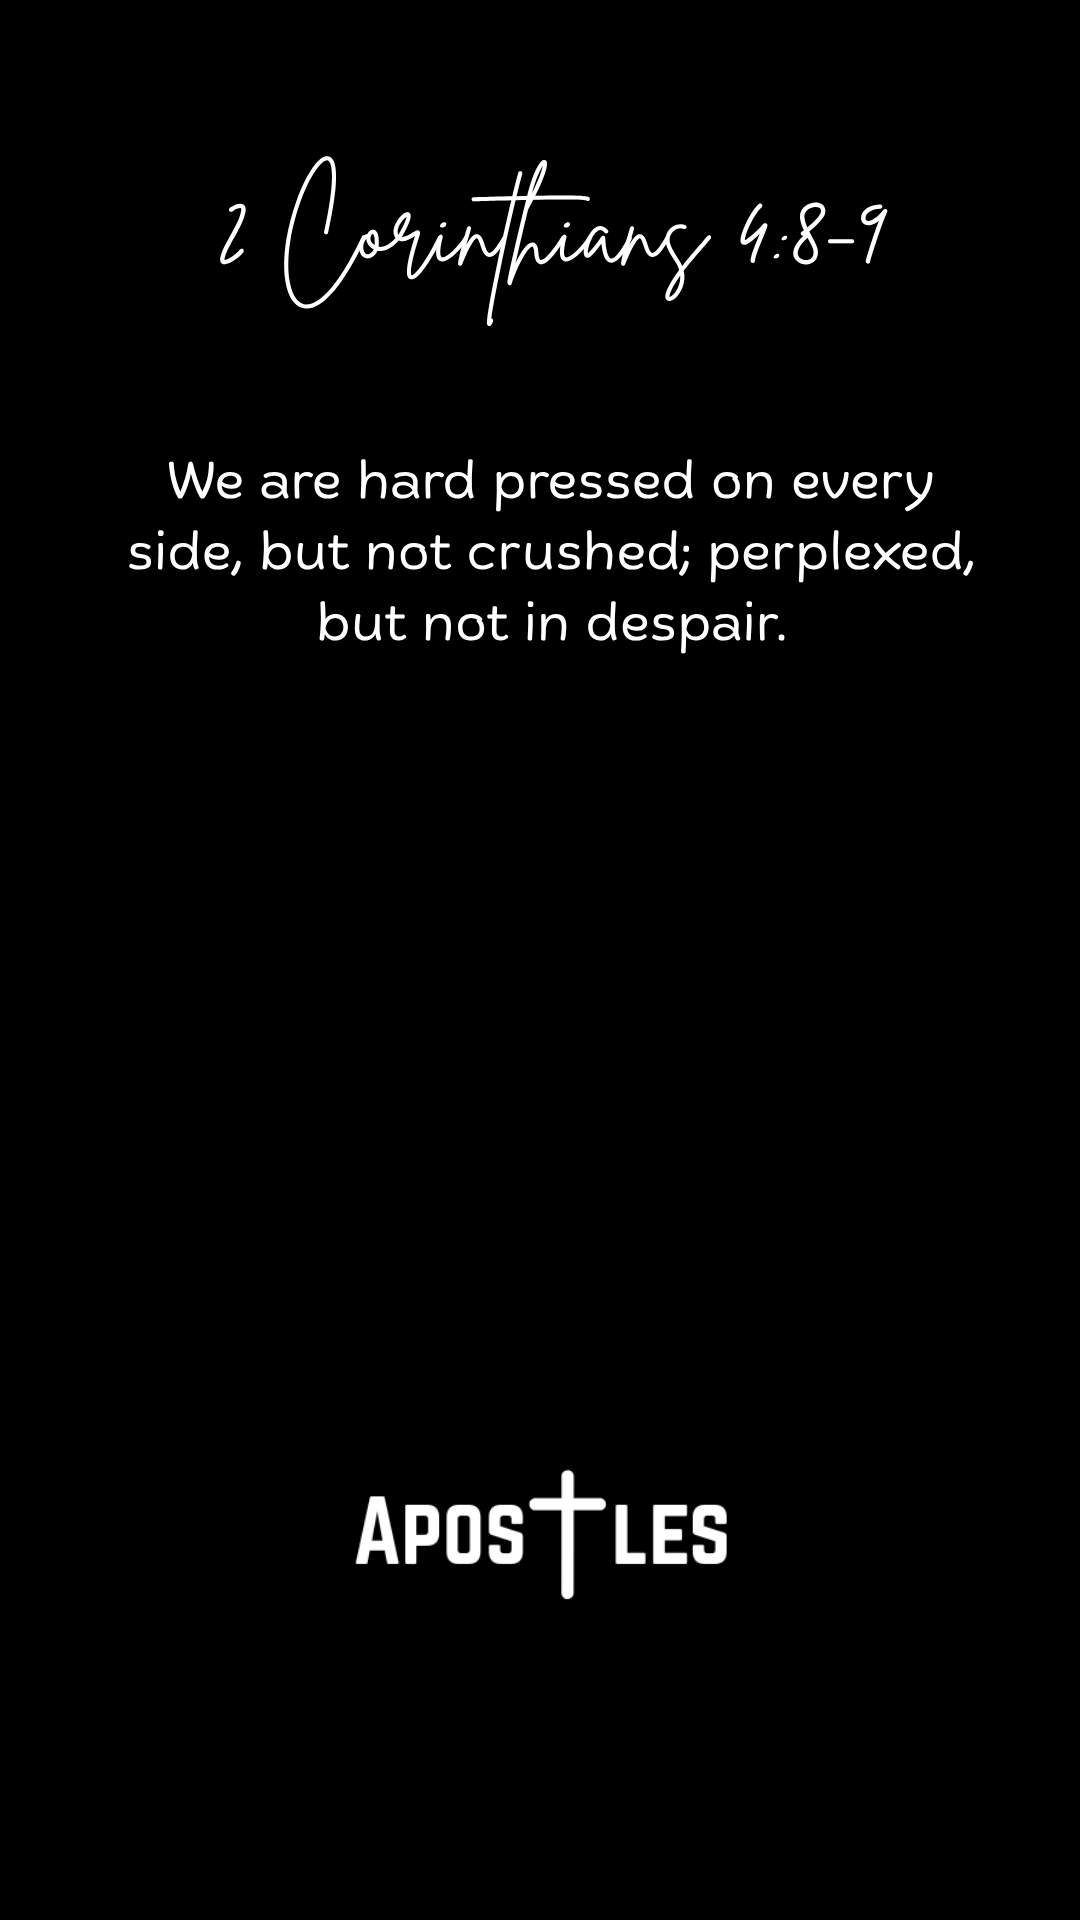 2 Corinthians 4:8-9
We are hard pressed on every
side, but not crushed; perplexed,
but not in despair.
Apostles